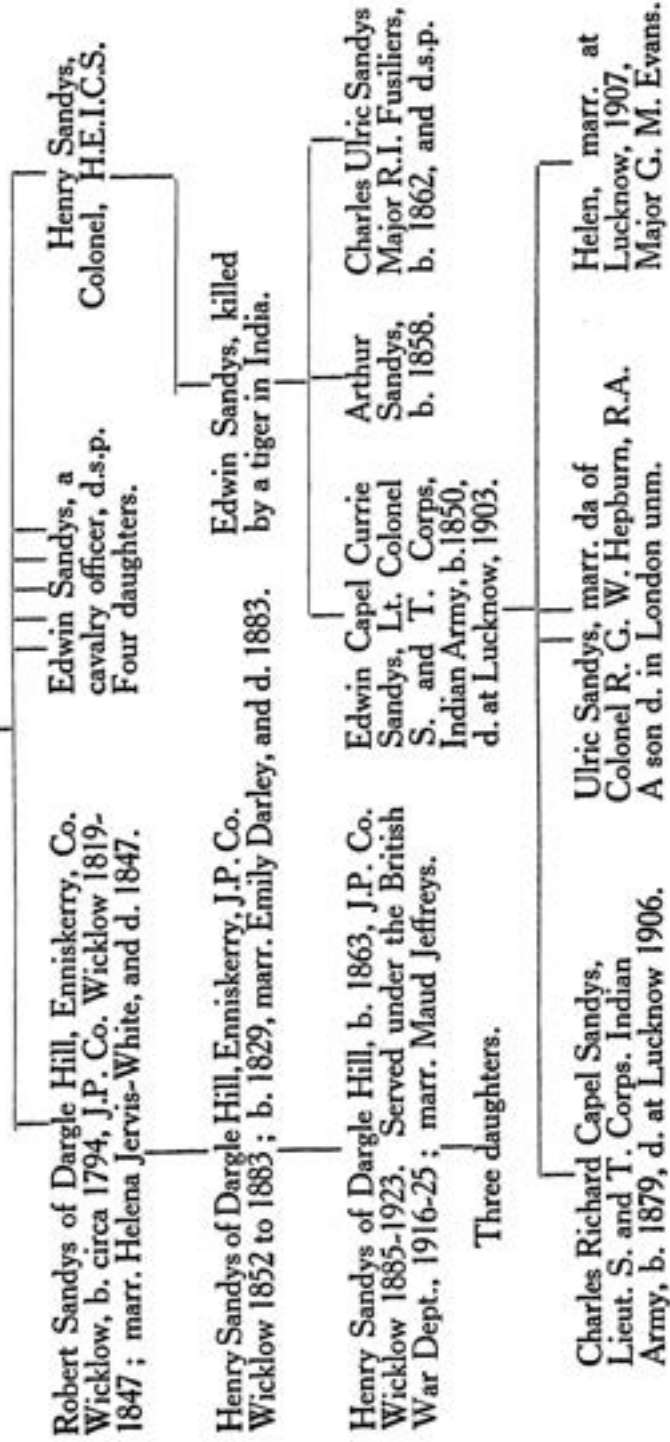 Robert Sandys of Dargle Hill, Enniskerry, Co.
Wicklow, b. circa 1794, J.P. Co. Wicklow 1819-
1847 ; marr. Helena Jervis-White, and d. 1847.
Edwin Sandys, a
cavalry officer, d.s.p.
Four daughters.
Henry Sandys,
Colonel, H.E.I.C.S.
Henry Sandys of Dargle Hill, Enniskerry, J.P. Co.
Wicklow 1852 to 1883 ; b. 1829, marr. Emily Darley, and d. 1883.
Edwin Sandys, killed
by a tiger in India.
Henry Sandys of Dargle Hill, b. 1863, J.P. Co.
Wicklow 1885-1923. Served under the British
War Dept., 1916-25 ; marr. Maud Jeffreys.
Three daughters.
Edwin Capel Currie
Sandys, Lt. Colonel
S. and T. Corps,
Indian Army, b.1850,
d. at Lucknow, 1903.
Arthur
Sandys,
b. 1858.
Charles Ulric Sandys
Major R.I. Fusiliers,
b. 1862, and d.s.p.
Charles Richard Capel Sandys,
Lieut. S. and T. Corps. Indian
Army, b. 1879, d. at Lucknow 1906.
Ulric Sandys, marr. da of
Colonel R. G. W. Hepburn, R.A.
A son d. in London unm.
Helen, marr. at
Lucknow, 1907,
Major G. M. Evans.